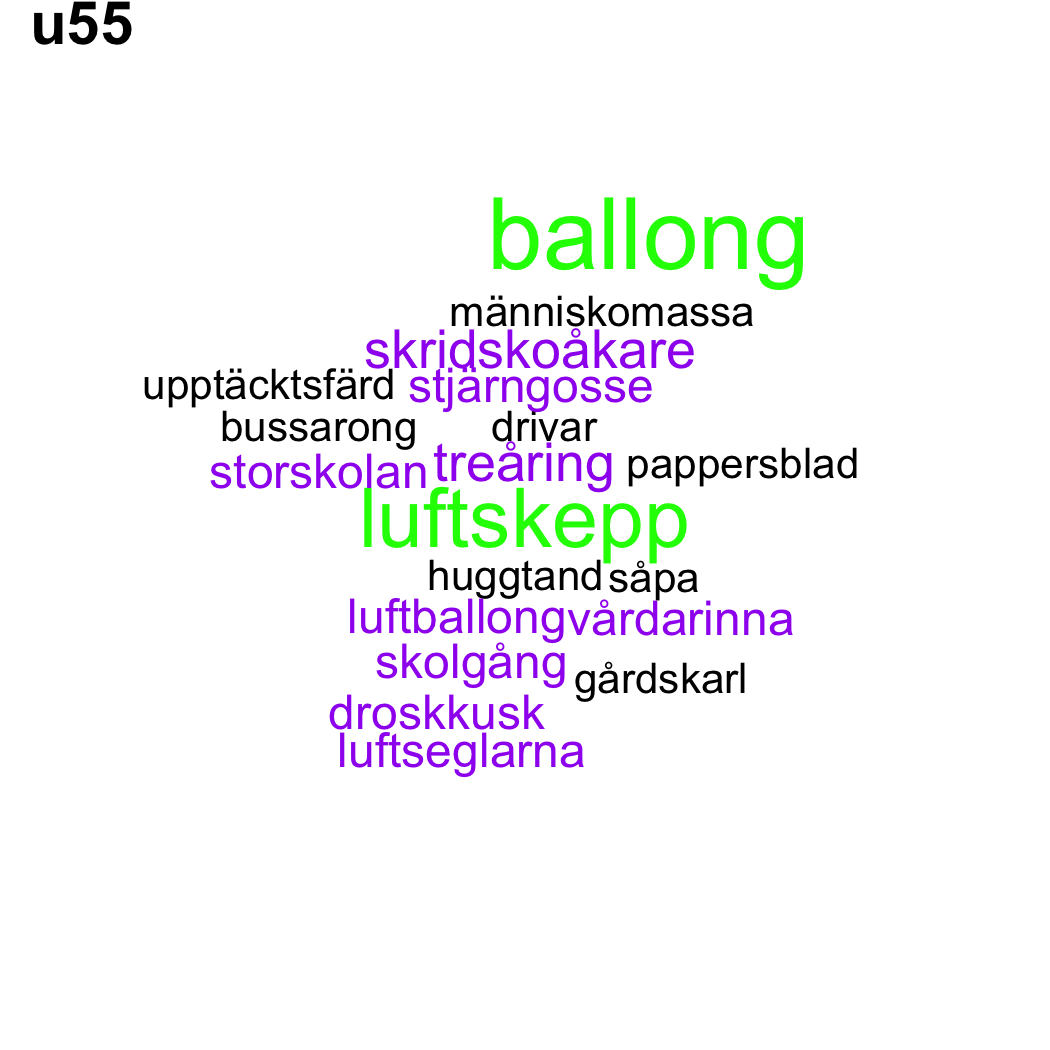 u55
ballong
människomassa
skridskoåkare
upptäcktsfärd stjärngosse
bussarong drivar
storskolan treåring pappersblad
luftskepp
huggtand såpa
luftballong vårdarinna
skolgång gårdskarl
droskkusk
luftseglarna